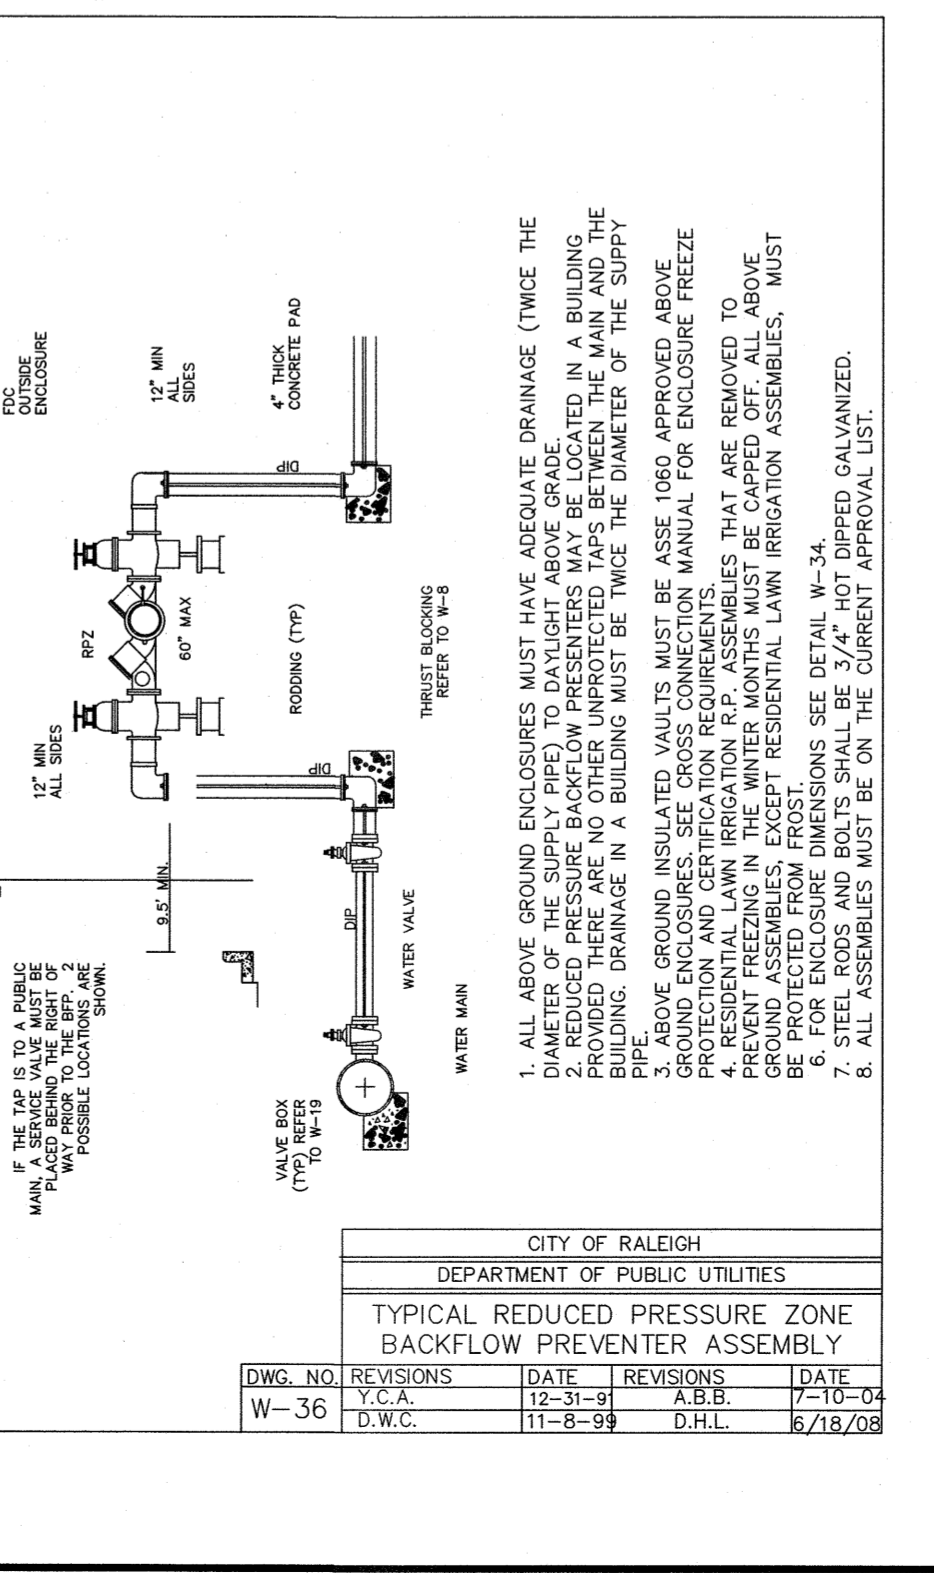 FDC
OUTSIDE
ENCLOSURE
12" MIN
ALL
SIDES
4" THICK
CONCRETE PAD
DIP
RPZ
60" MAX
RODDING (TYP)
THRUST BLOCKING
REFER TO W-8
12" MIN
ALL SIDES
DIP
9.5' MIN.
DIP
WATER VALVE
WATER MAIN
IF THE TAP IS TO A PUBLIC
MAIN, A SERVICE VALVE MUST BE
PLACED BEHIND THE RIGHT OF
WAY PRIOR TO THE BFP. 2
POSSIBLE LOCATIONS ARE
SHOWN.
VALVE BOX
(TYP) REFER
TO W-19
1. ALL ABOVE GROUND ENCLOSURES MUST HAVE ADEQUATE DRAINAGE (TWICE THE
DIAMETER OF THE SUPPLY PIPE) TO DAYLIGHT ABOVE GRADE.
2. REDUCED PRESSURE BACKFLOW PRESENTERS MAY BE LOCATED IN A BUILDING
PROVIDED THERE ARE NO OTHER UNPROTECTED TAPS BETWEEN THE MAIN AND THE
BUILDING. DRAINAGE IN A BUILDING MUST BE TWICE THE DIAMETER OF THE SUPPY
PIPE.
3. ABOVE GROUND INSULATED VAULTS MUST BE ASSE 1060 APPROVED ABOVE
GROUND ENCLOSURES. SEE CROSS CONNECTION MANUAL FOR ENCLOSURE FREEZE
PROTECTION AND CERTIFICATION REQUIREMENTS.
4. RESIDENTIAL LAWN IRRIGATION R.P. ASSEMBLIES THAT ARE REMOVED TO
PREVENT FREEZING IN THE WINTER MONTHS MUST BE CAPPED OFF. ALL ABOVE
GROUND ASSEMBLIES, EXCEPT RESIDENTIAL LAWN IRRIGATION ASSEMBLIES, MUST
BE PROTECTED FROM FROST.
6. FOR ENCLOSURE DIMENSIONS SEE DETAIL W-34.
7. STEEL RODS AND BOLTS SHALL BE 3/4" HOT DIPPED GALVANIZED.
8. ALL ASSEMBLIES MUST BE ON THE CURRENT APPROVAL LIST.
CITY OF RALEIGH
DEPARTMENT OF PUBLIC UTILITIES
TYPICAL REDUCED PRESSURE ZONE
BACKFLOW PREVENTER ASSEMBLY
DWG. NO. REVISIONS DATE REVISIONS DATE
W-36 Y.C.A. 12-31-91 A.B.B. 7-10-04
D.W.C. 11-8-99 D.H.L. 6/18/08